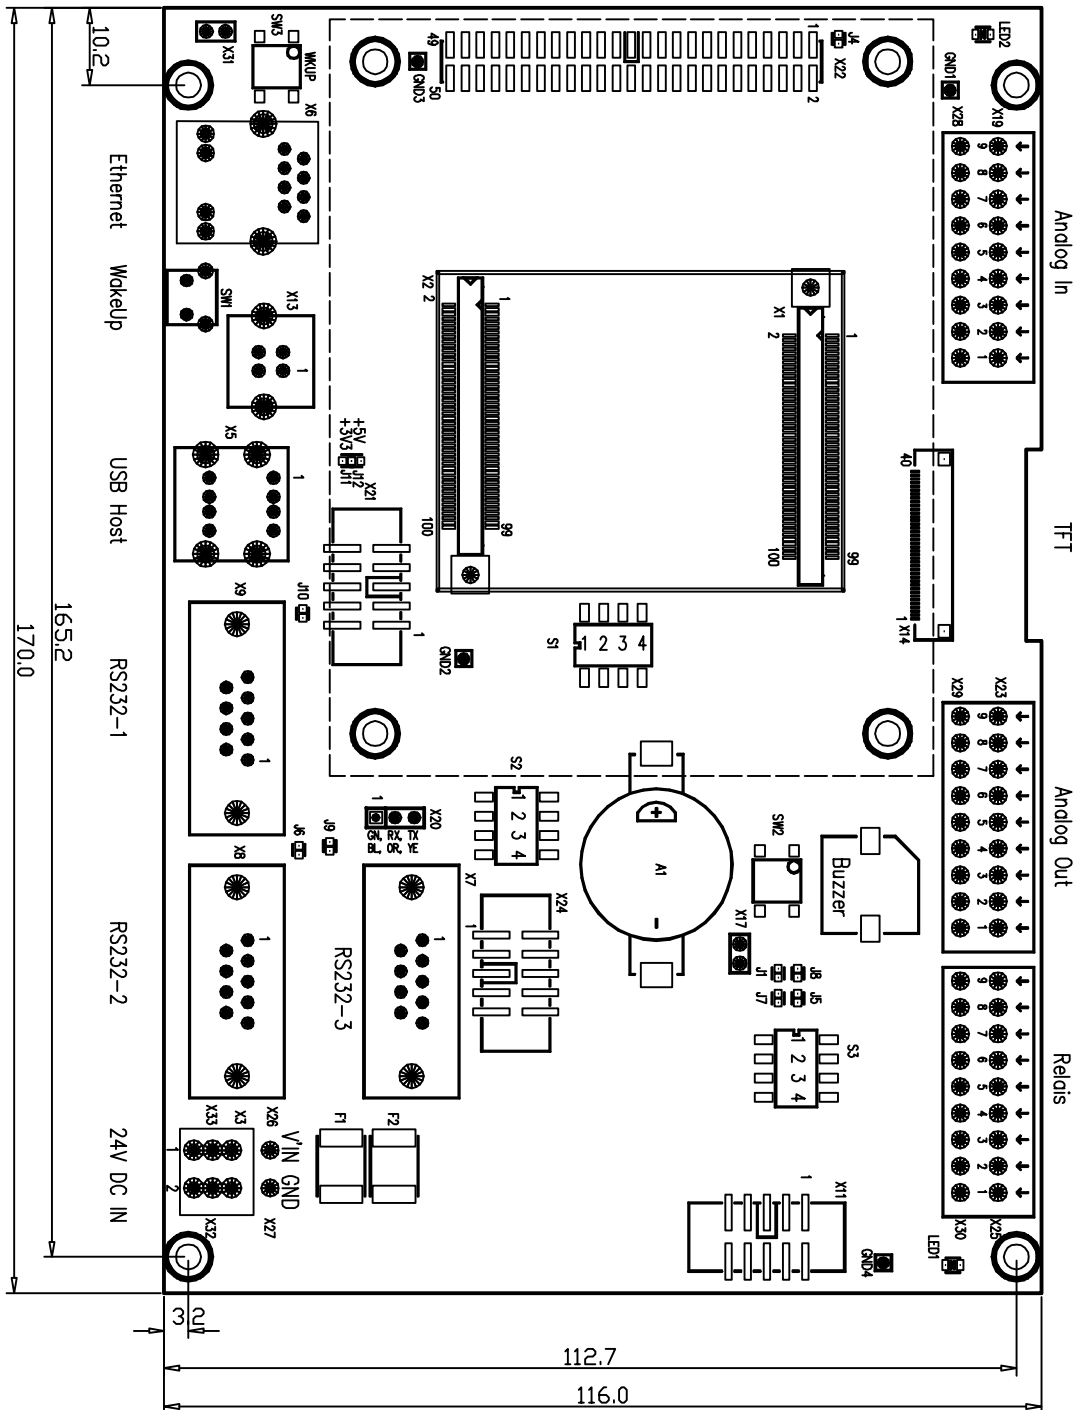 10.2
165.2
170.0
3.2
112.7
116.0
X31
SW3
WKUP
X6
Ethernet
WakeUp
SW1
X13
1
USB Host
X5
1
RS232-1
X9
1
J10
J6
J9
RS232-2
X8
1
24V DC IN
X33
X3
X26
1
2
X32
X27
V'IN
GND
F1
F2
49
50
GND3
1
2
J4
X22
LED2
GND1
X28
X19
9
8
7
6
5
4
3
2
1
Analog In
X2
2
1
100
99
X1
2
1
100
99
+5V
+3V3
J12
J11
X21
1
GND2
S1
1 2 3 4
40
1
X14
TFT
X29
X23
9
8
7
6
5
4
3
2
1
Analog Out
S2
1
2
3
4
X20
1
GN, RX, TX
BL, OR, YE
X7
1
RS232-3
X24
1
+
A1
-
SW2
Buzzer
X17
J1
J8
J7
J5
S3
1
2
3
4
9
8
7
6
5
4
3
2
1
X30
X25
Relais
X11
1
GND4
LED1